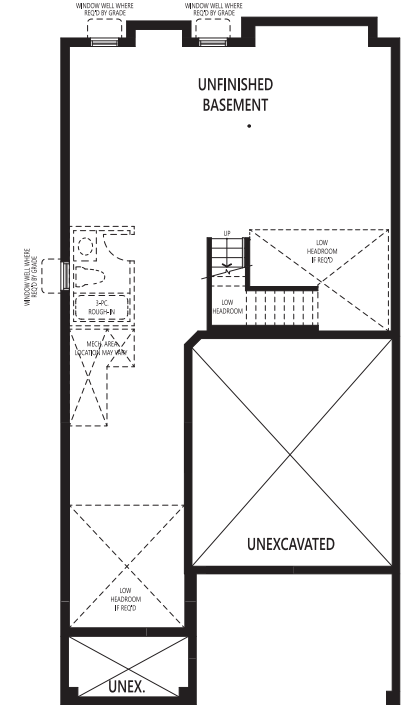 WINDOW WELL WHERE
REQ'D BY GRADE
WINDOW WELL WHERE
REQ'D BY GRADE
UNFINISHED
BASEMENT
WINDOW WELL WHERE
REQ'D BY GRADE
UP
LOW
HEADROOM
IF REQ'D
3-PC.
ROUGH-IN
LOW
HEADROOM
MECH. AREA
LOCATION MAY VARY
UNEXCAVATED
LOW
HEADROOM
IF REQ'D
UNEX.